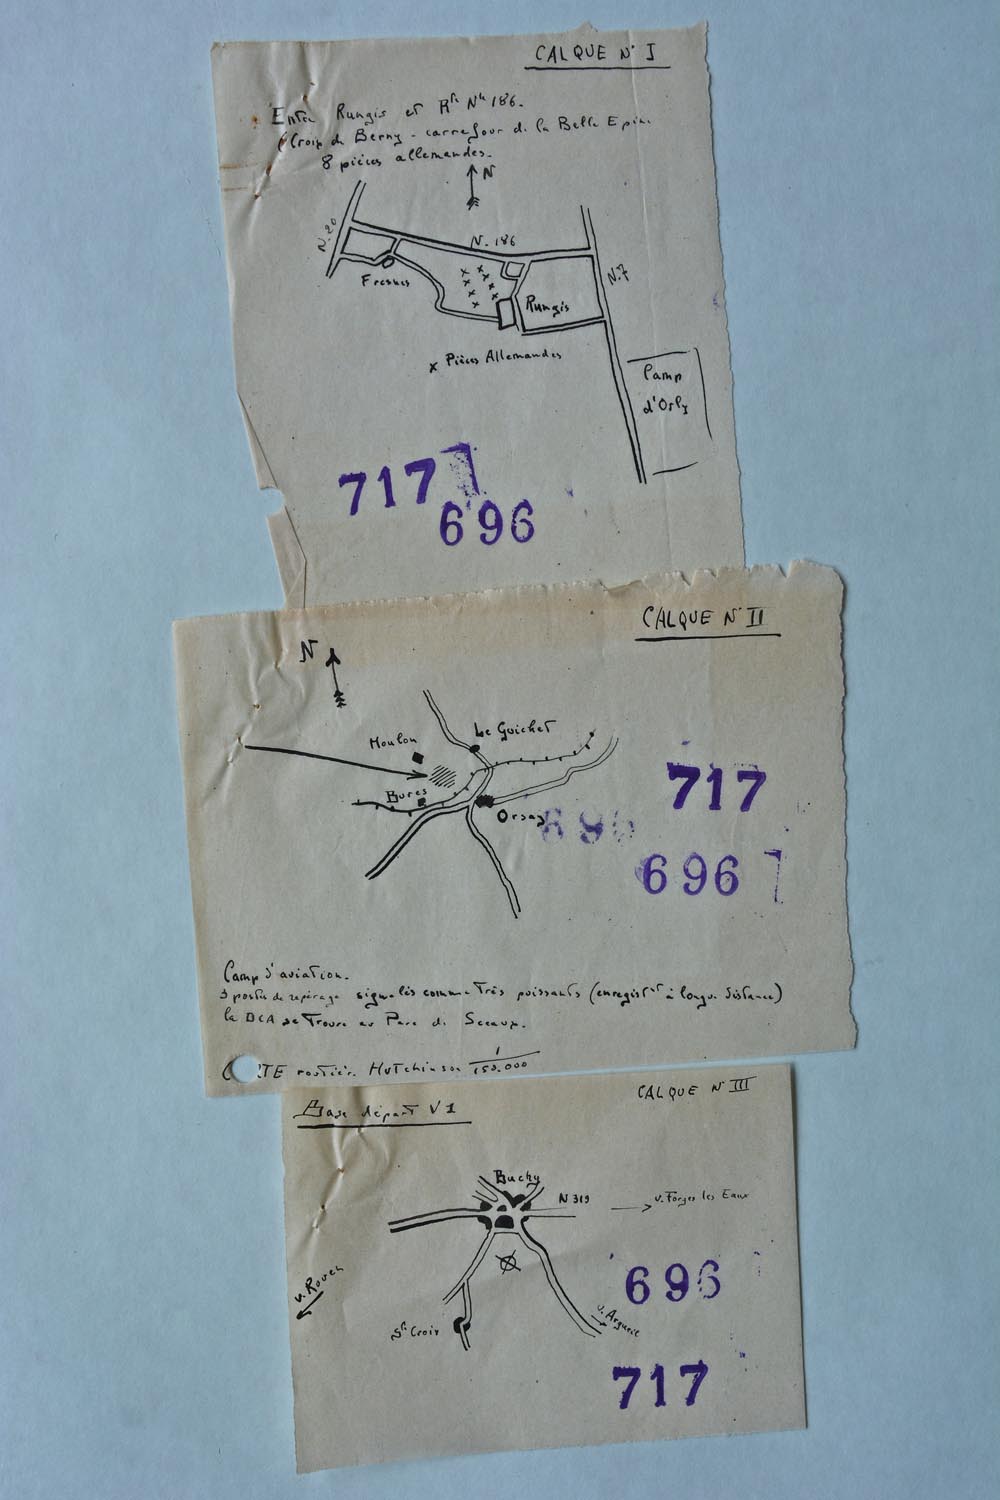 CALQUE N° I
Entre Rungis et Rte Nle 186.
(Croix de Berny - carrefour de la Belle Epine
8 pièces allemandes.
N
N. 20
N. 186
N. 7
Fresnes
Rungis
x Pièces Allemandes
Camp
d'Orly
717
696
CALQUE N° II
N
Le Guichet
Moulon
Bures
Orsay
717
696
696
Camp d'aviation.
3 postes de repérage signalés comme très puissants (enregistt à longue distance)
la DCA se trouve au Parc de Sceaux.
CARTE routière Hutchinson 1/150.000
CALQUE N° III
Base départ V1
Buchy
N 319
v. Forges les Eaux
v. Rouen
696
Ste Croix
v. Argueil
717